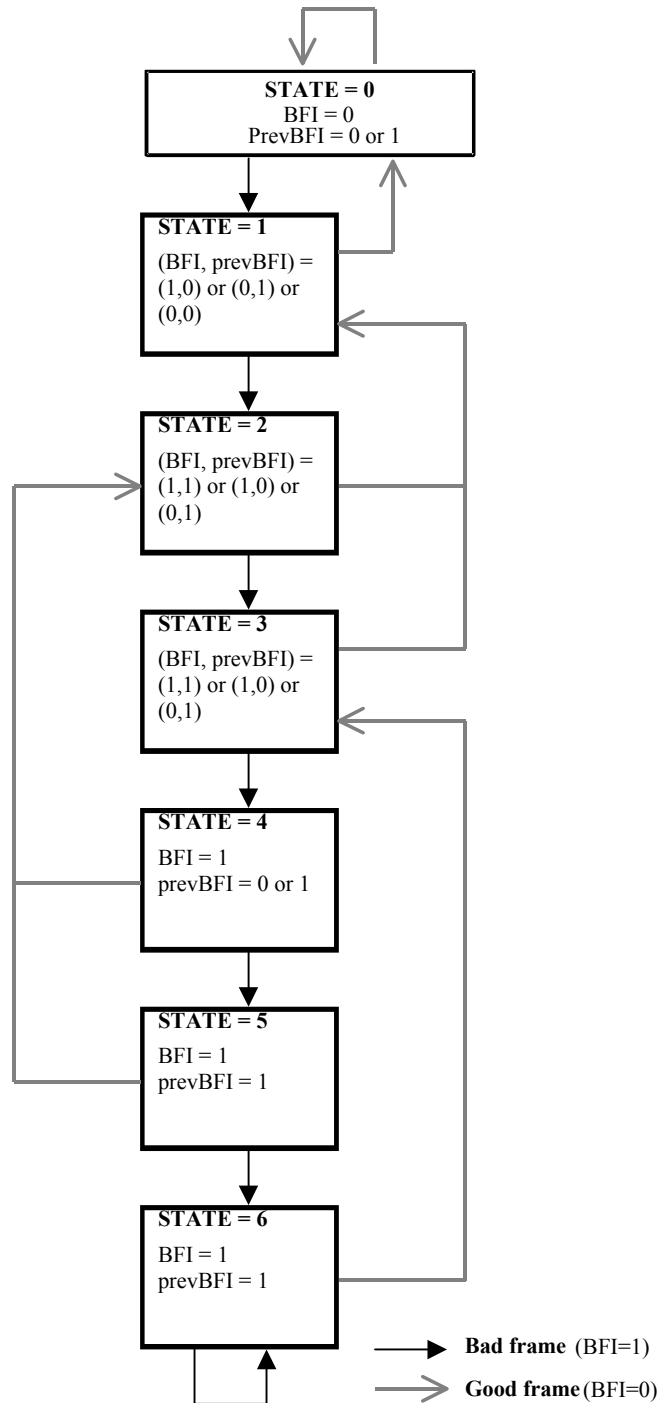 STATE = 0
BFI = 0
PrevBFI = 0 or 1
STATE = 1
(BFI, prevBFI) =
(1,0) or (0,1) or
(0,0)
STATE = 2
(BFI, prevBFI) =
(1,1) or (1,0) or
(0,1)
STATE = 3
(BFI, prevBFI) =
(1,1) or (1,0) or
(0,1)
STATE = 4
BFI = 1
prevBFI = 0 or 1
STATE = 5
BFI = 1
prevBFI = 1
STATE = 6
BFI = 1
prevBFI = 1
Bad frame (BFI=1)
Good frame (BFI=0)